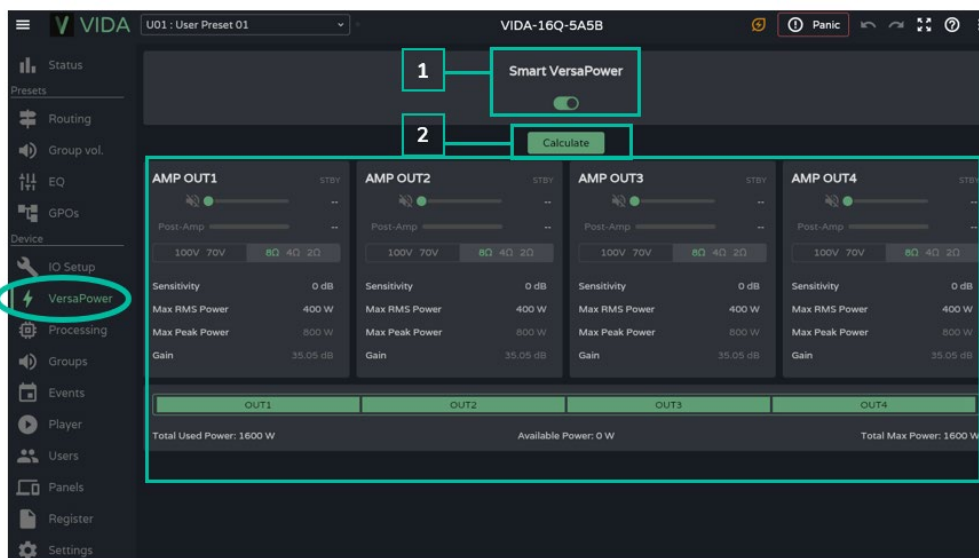 VIDA
U01 : User Preset 01
VIDA-16Q-5A5B
Panic
Status
Presets
Routing
Group vol.
EQ
GPOs
Device
IO Setup
VersaPower
Processing
Groups
Events
Player
Users
Panels
Register
Settings
1
Smart VersaPower
2
Calculate
AMP OUT1 STBY
--
Post-Amp --
100V 70V 8Ω 4Ω 2Ω
Sensitivity 0 dB
Max RMS Power 400 W
Max Peak Power 800 W
Gain 35.05 dB
AMP OUT2 STBY
--
Post-Amp --
100V 70V 8Ω 4Ω 2Ω
Sensitivity 0 dB
Max RMS Power 400 W
Max Peak Power 800 W
Gain 35.05 dB
AMP OUT3 STBY
--
Post-Amp --
100V 70V 8Ω 4Ω 2Ω
Sensitivity 0 dB
Max RMS Power 400 W
Max Peak Power 800 W
Gain 35.05 dB
AMP OUT4 STBY
--
Post-Amp --
100V 70V 8Ω 4Ω 2Ω
Sensitivity 0 dB
Max RMS Power 400 W
Max Peak Power 800 W
Gain 35.05 dB
OUT1 OUT2 OUT3 OUT4
Total Used Power: 1600 W Available Power: 0 W Total Max Power: 1600 W